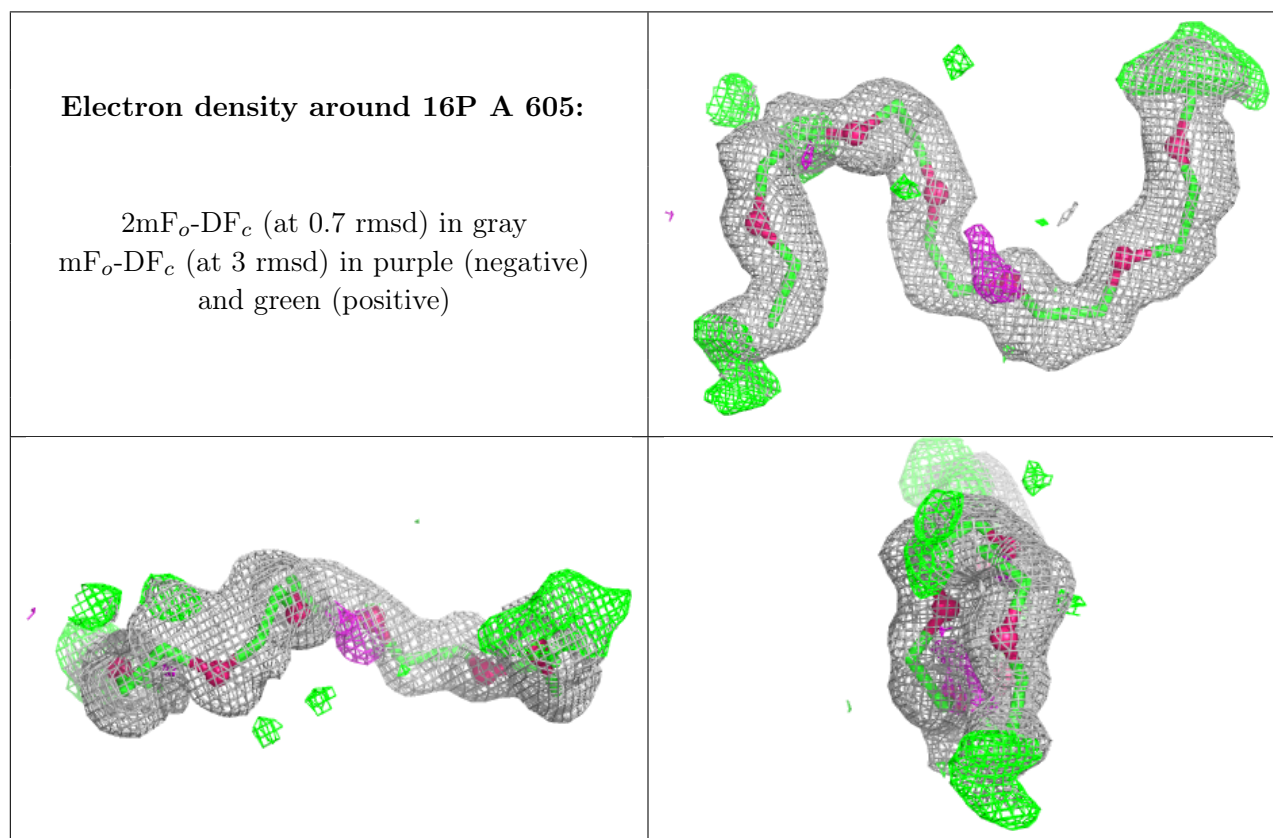 Electron density around 16P A 605:
2mFo-DFc (at 0.7 rmsd) in gray
mFo-DFc (at 3 rmsd) in purple (negative)
and green (positive)